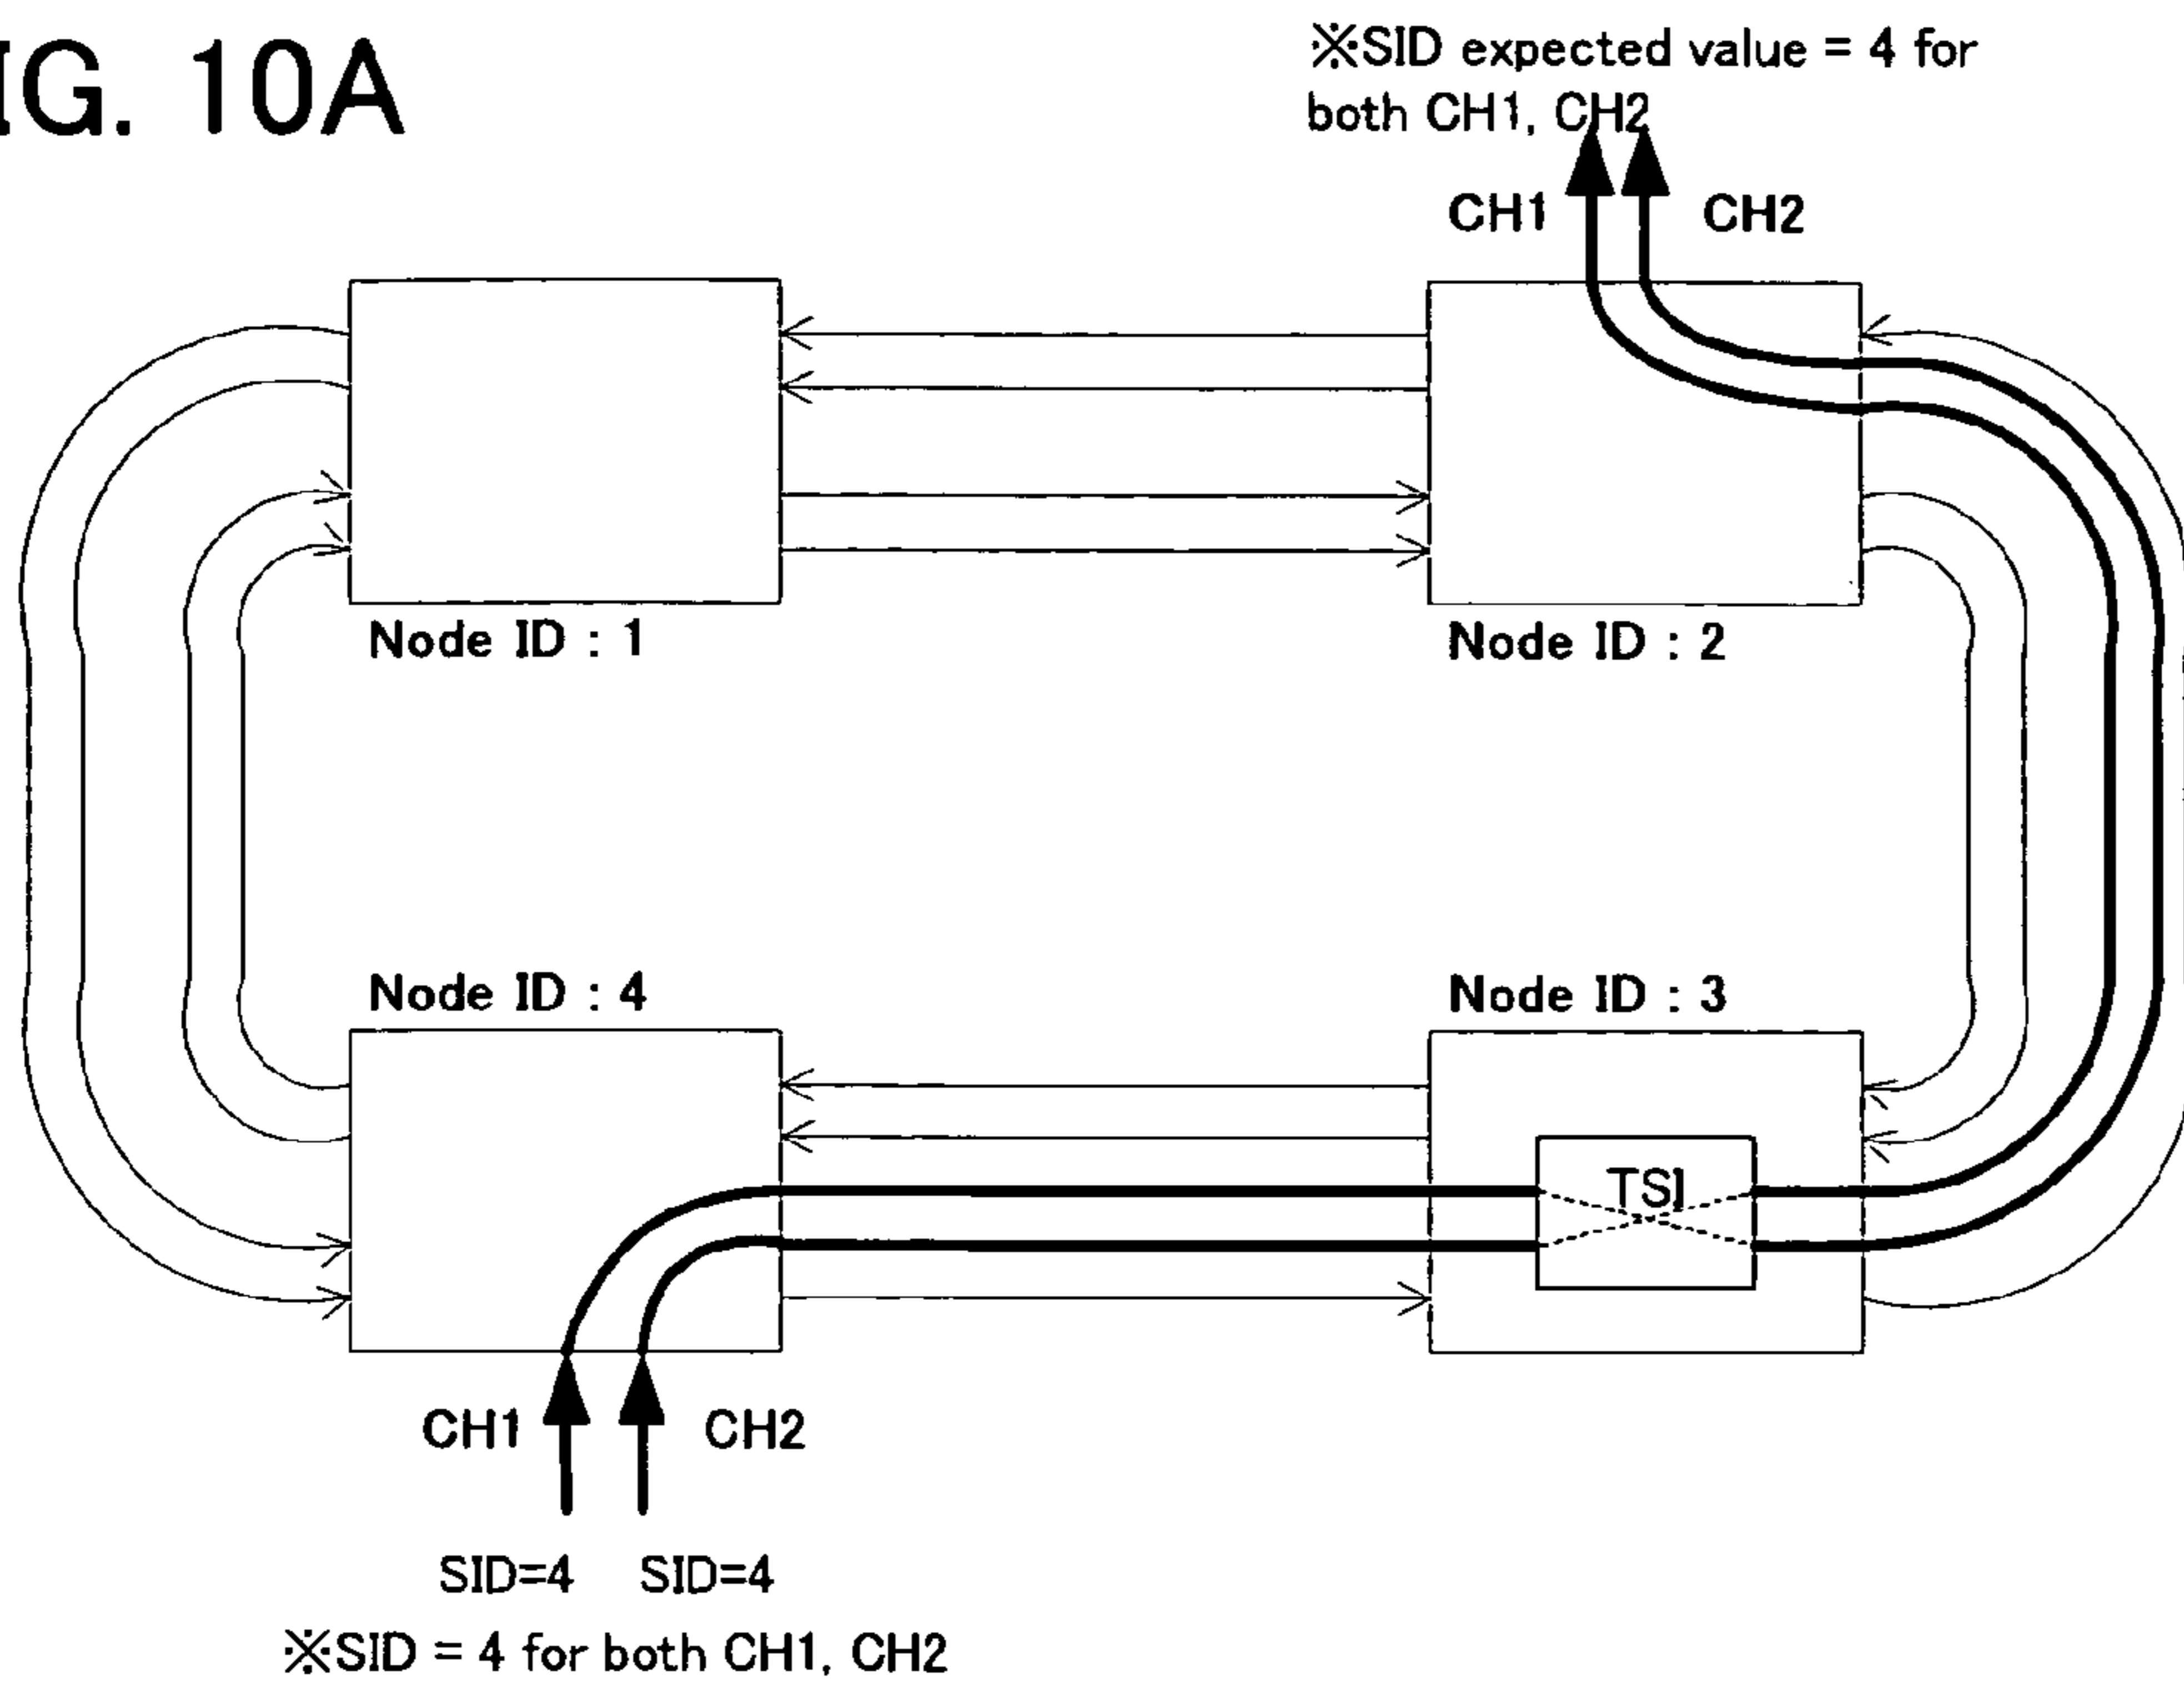 IG. 10A
※SID expected value = 4 for
both CH1, CH2
CH1
CH2
Node ID : 1
Node ID : 2
Node ID : 4
Node ID : 3
TSI
CH1
CH2
SID=4
SID=4
※SID = 4 for both CH1, CH2